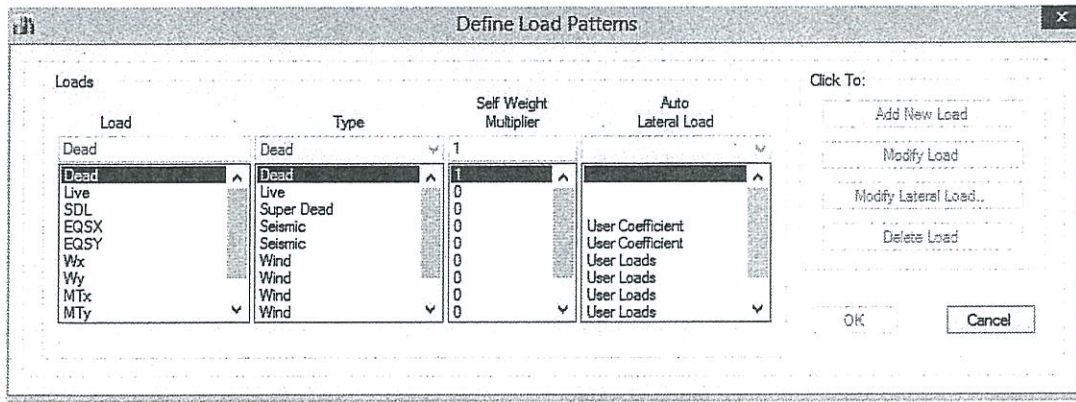 Define Load Patterns
Loads
Click To:
Load Type Self Weight Multiplier Auto Lateral Load
Dead Dead 1
Dead Dead 1
Live Live 0
SDL Super Dead 0
EQSX Seismic 0 User Coefficient
EQSY Seismic 0 User Coefficient
Wx Wind 0 User Loads
Wy Wind 0 User Loads
MTx Wind 0 User Loads
MTy Wind 0 User Loads
Add New Load
Modify Load
Modify Lateral Load..
Delete Load
OK Cancel